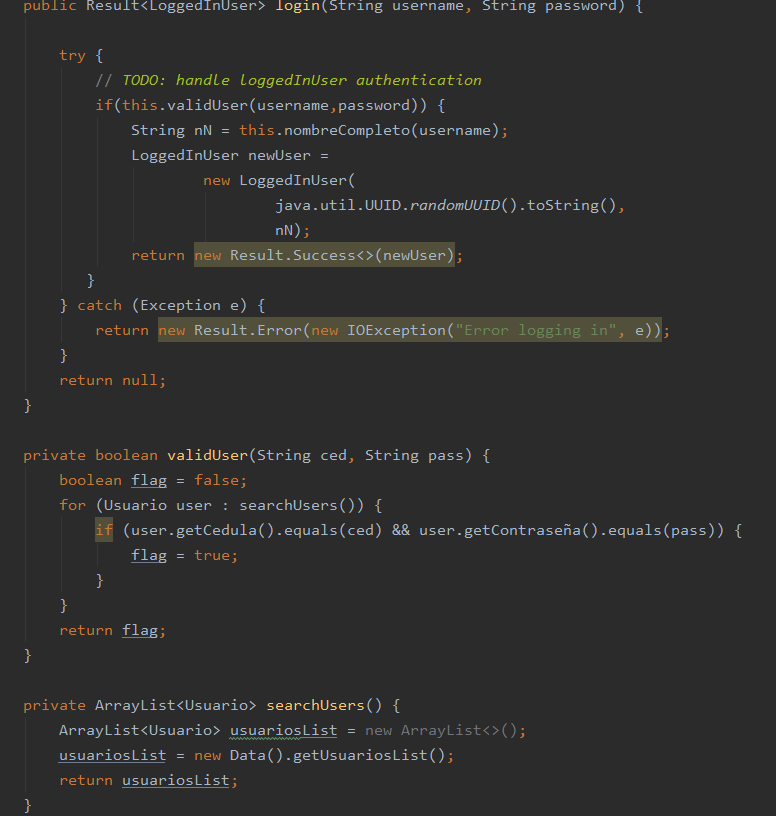 public Result<LoggedInUser> login(String username, String password) {
try {
// TODO: handle loggedInUser authentication
if(this.validUser(username,password)) {
String nN = this.nombreCompleto(username);
LoggedInUser newUser =
new LoggedInUser(
java.util.UUID.randomUUID().toString(),
nN);
return new Result.Success<>(newUser);
}
} catch (Exception e) {
return new Result.Error(new IOException("Error logging in", e));
}
return null;
}
private boolean validUser(String ced, String pass) {
boolean flag = false;
for (Usuario user : searchUsers()) {
if (user.getCedula().equals(ced) && user.getContraseña().equals(pass)) {
flag = true;
}
}
return flag;
}
private ArrayList<Usuario> searchUsers() {
ArrayList<Usuario> usuariosList = new ArrayList<>();
usuariosList = new Data().getUsuariosList();
return usuariosList;
}